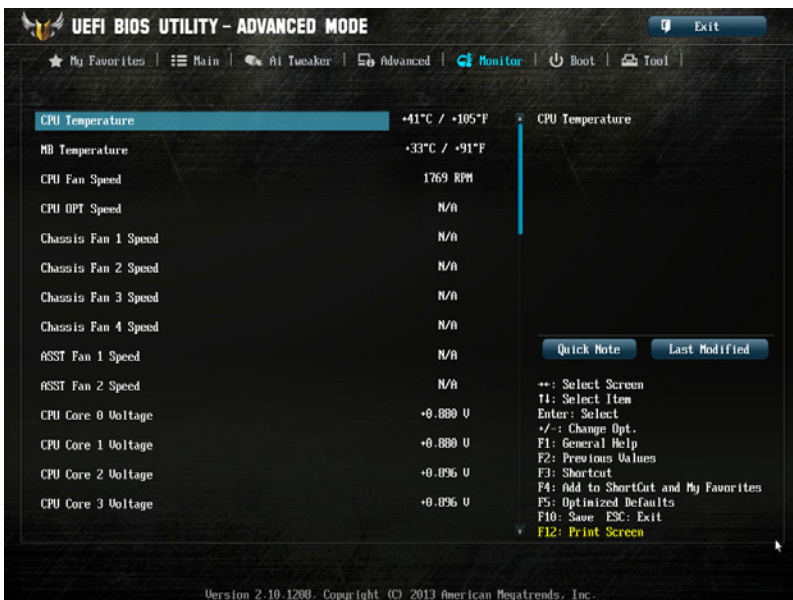 UEFI BIOS UTILITY – ADVANCED MODE
Exit
My Favorites | Main | Ai Tweaker | Advanced | Monitor | Boot | Tool |
CPU Temperature +41°C / +105°F
MB Temperature +33°C / +91°F
CPU Fan Speed 1769 RPM
CPU OPT Speed N/A
Chassis Fan 1 Speed N/A
Chassis Fan 2 Speed N/A
Chassis Fan 3 Speed N/A
Chassis Fan 4 Speed N/A
ASST Fan 1 Speed N/A
ASST Fan 2 Speed N/A
CPU Core 0 Voltage +0.880 V
CPU Core 1 Voltage +0.880 V
CPU Core 2 Voltage +0.896 V
CPU Core 3 Voltage +0.896 V
CPU Temperature
Quick Note
Last Modified
→←: Select Screen
↑↓: Select Item
Enter: Select
+/-: Change Opt.
F1: General Help
F2: Previous Values
F3: Shortcut
F4: Add to ShortCut and My Favorites
F5: Optimized Defaults
F10: Save ESC: Exit
F12: Print Screen
Version 2.10.1208. Copyright (C) 2013 American Megatrends, Inc.